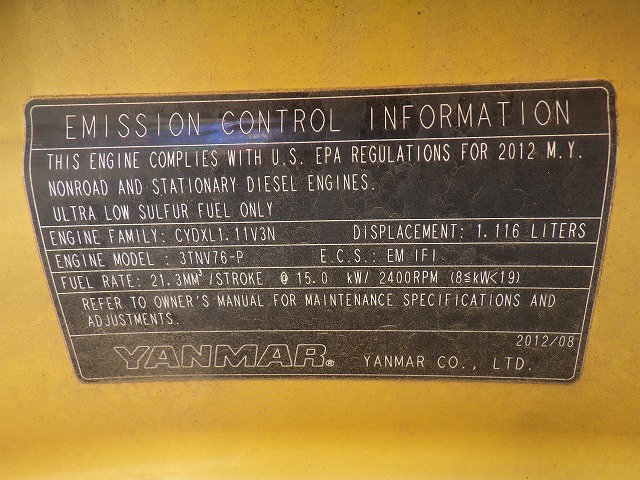 EMISSION CONTROL INFORMATION
THIS ENGINE COMPLIES WITH U.S. EPA REGULATIONS FOR 2012 M.Y.
NONROAD AND STATIONARY DIESEL ENGINES.
ULTRA LOW SULFUR FUEL ONLY
ENGINE FAMILY: CYDXL1.11V3N DISPLACEMENT: 1.116 LITERS
ENGINE MODEL : 3TNV76-P E.C.S.: EM IFI
FUEL RATE: 21.3MM³/STROKE @ 15.0 kW/ 2400RPM (8≦kW<19)
REFER TO OWNER'S MANUAL FOR MAINTENANCE SPECIFICATIONS AND
ADJUSTMENTS.
2012/08
YANMAR® YANMAR CO., LTD.